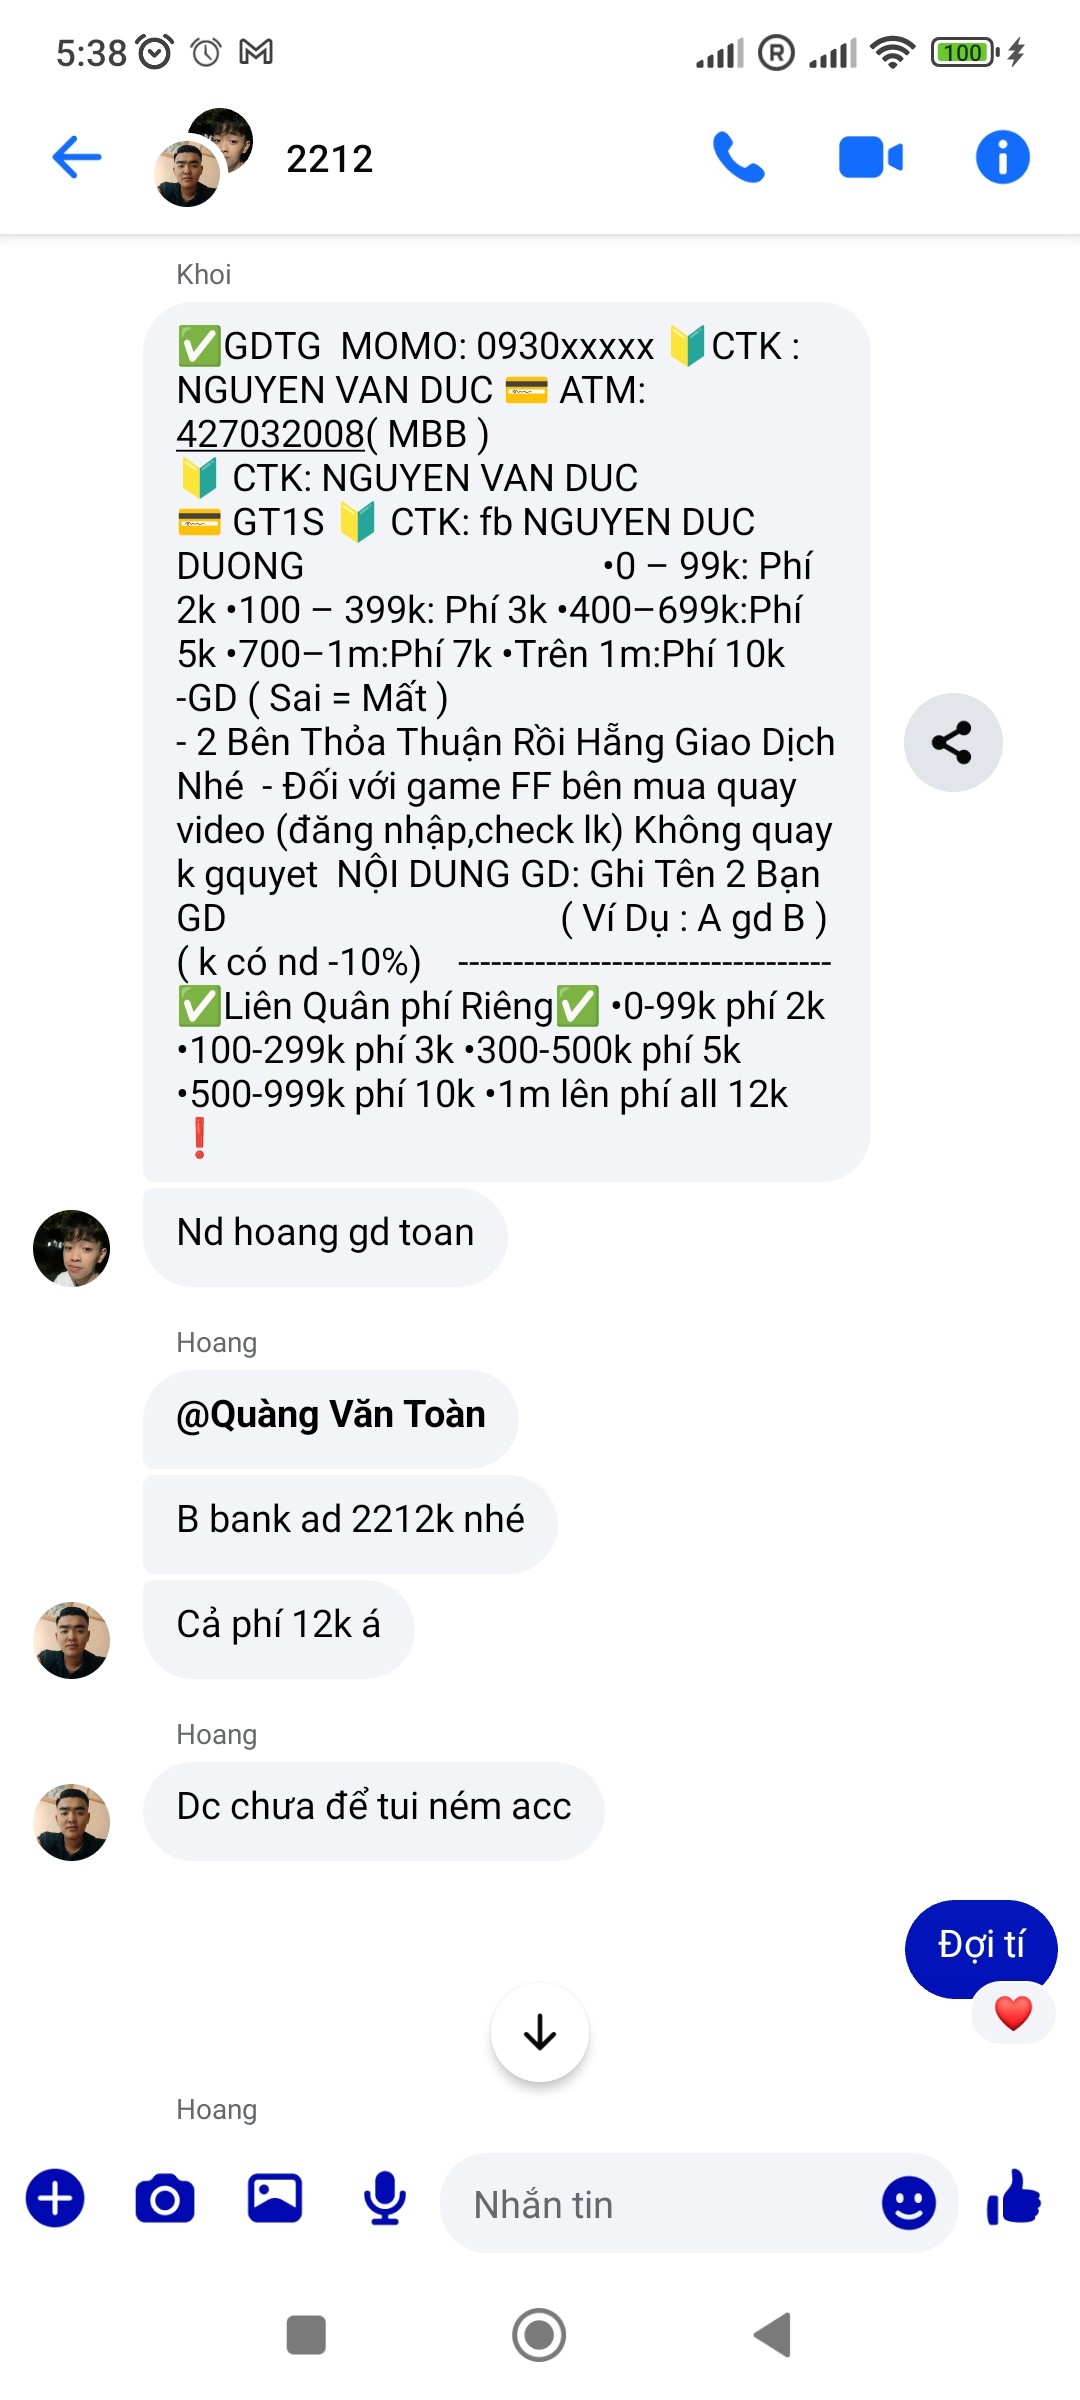 5:38
100
2212
Khoi
✅GDTG MOMO: 0930xxxxx 🔰CTK :
NGUYEN VAN DUC 💳 ATM:
427032008( MBB )
🔰 CTK: NGUYEN VAN DUC
💳 GT1S 🔰 CTK: fb NGUYEN DUC
DUONG •0 – 99k: Phí
2k •100 – 399k: Phí 3k •400–699k:Phí
5k •700–1m:Phí 7k •Trên 1m:Phí 10k
-GD ( Sai = Mất )
- 2 Bên Thỏa Thuận Rồi Hẵng Giao Dịch
Nhé - Đối với game FF bên mua quay
video (đăng nhập,check lk) Không quay
k gquyet NỘI DUNG GD: Ghi Tên 2 Bạn
GD ( Ví Dụ : A gd B )
( k có nd -10%) ----------------------------------
✅Liên Quân phí Riêng✅ •0-99k phí 2k
•100-299k phí 3k •300-500k phí 5k
•500-999k phí 10k •1m lên phí all 12k
❗
Nd hoang gd toan
Hoang
@Quàng Văn Toàn
B bank ad 2212k nhé
Cả phí 12k á
Hoang
Dc chưa để tui ném acc
Đợi tí
Hoang
Nhắn tin